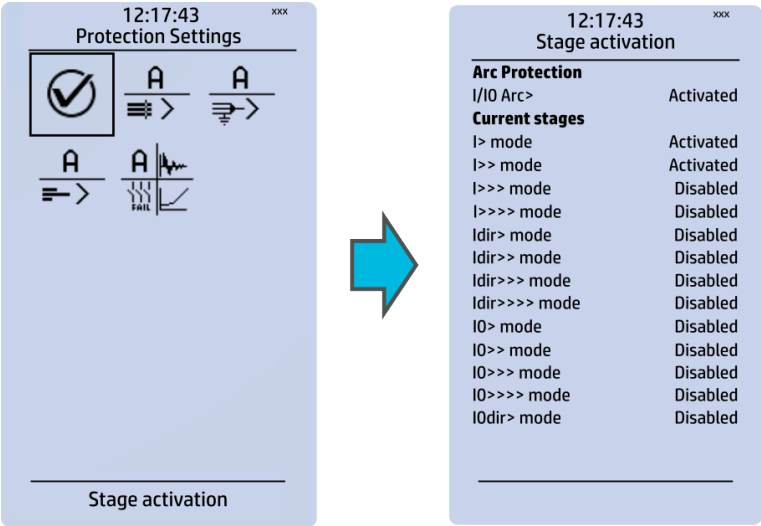 12:17:43 xxx
Protection Settings
A A
A A
FAIL
Stage activation
12:17:43 xxx
Stage activation
Arc Protection
I/I0 Arc> Activated
Current stages
I> mode Activated
I>> mode Activated
I>>> mode Disabled
I>>>> mode Disabled
Idir> mode Disabled
Idir>> mode Disabled
Idir>>> mode Disabled
Idir>>>> mode Disabled
I0> mode Disabled
I0>> mode Disabled
I0>>> mode Disabled
I0>>>> mode Disabled
I0dir> mode Disabled